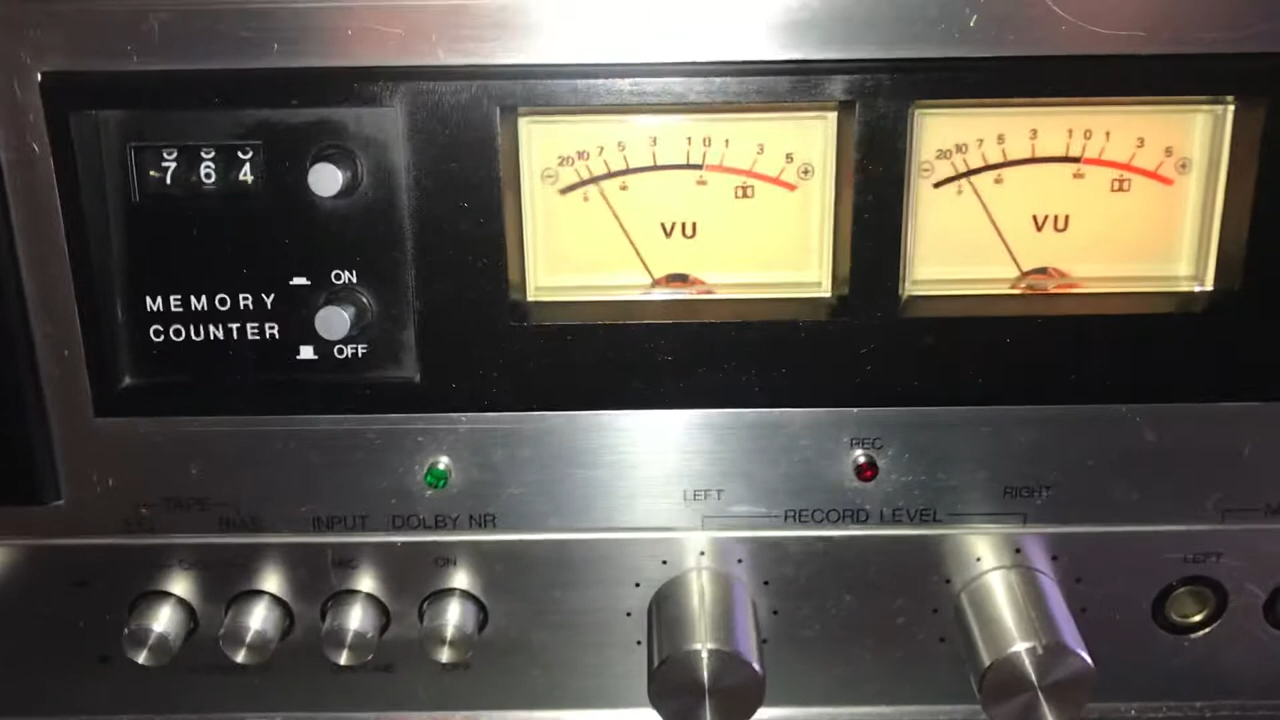 7 6 4
ON
MEMORY
COUNTER
OFF
⊖ 20 10 7 5 3 1 0 1 3 5 ⊕
VU
⊖ 20 10 7 5 3 1 0 1 3 5 ⊕
VU
REC
TAPE
LEFT
RIGHT
INPUT
DOLBY NR
RECORD LEVEL
MIC
ON
LEFT